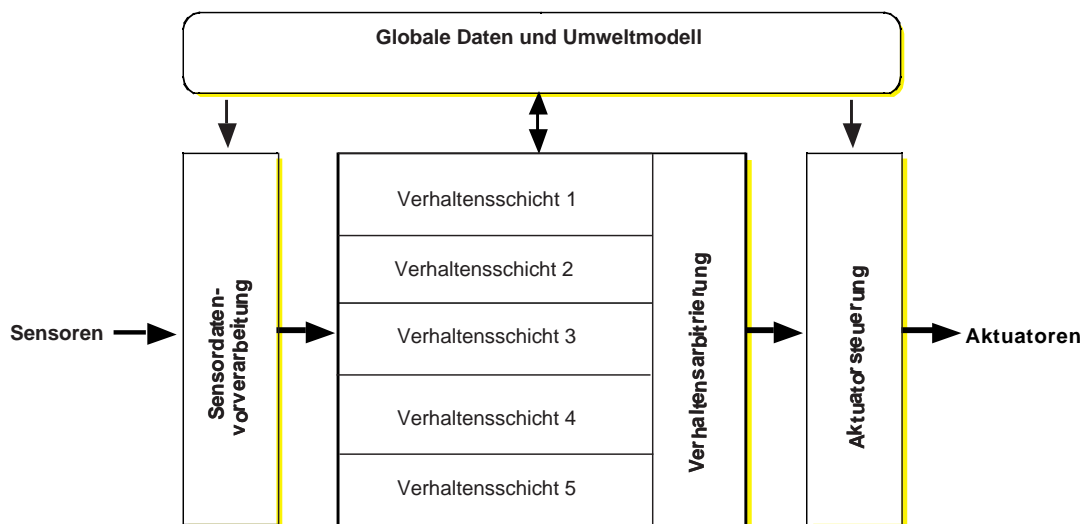 Globale Daten und Umweltmodell
Sensoren
Sensordaten-
vorverarbeitung
Verhaltensschicht 1
Verhaltensschicht 2
Verhaltensschicht 3
Verhaltensschicht 4
Verhaltensschicht 5
Verhaltensarbitrierung
Aktuatorsteuerung
Aktuatoren